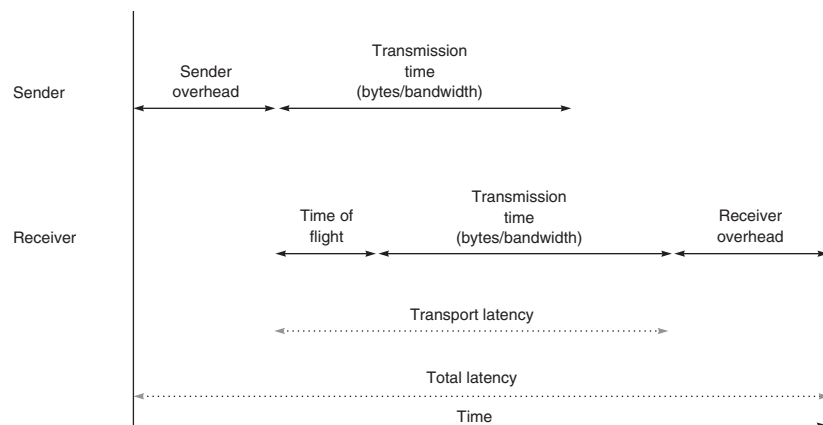 Sender
Sender
overhead
Transmission
time
(bytes/bandwidth)
Receiver
Time of
flight
Transmission
time
(bytes/bandwidth)
Receiver
overhead
Transport latency
Total latency
Time